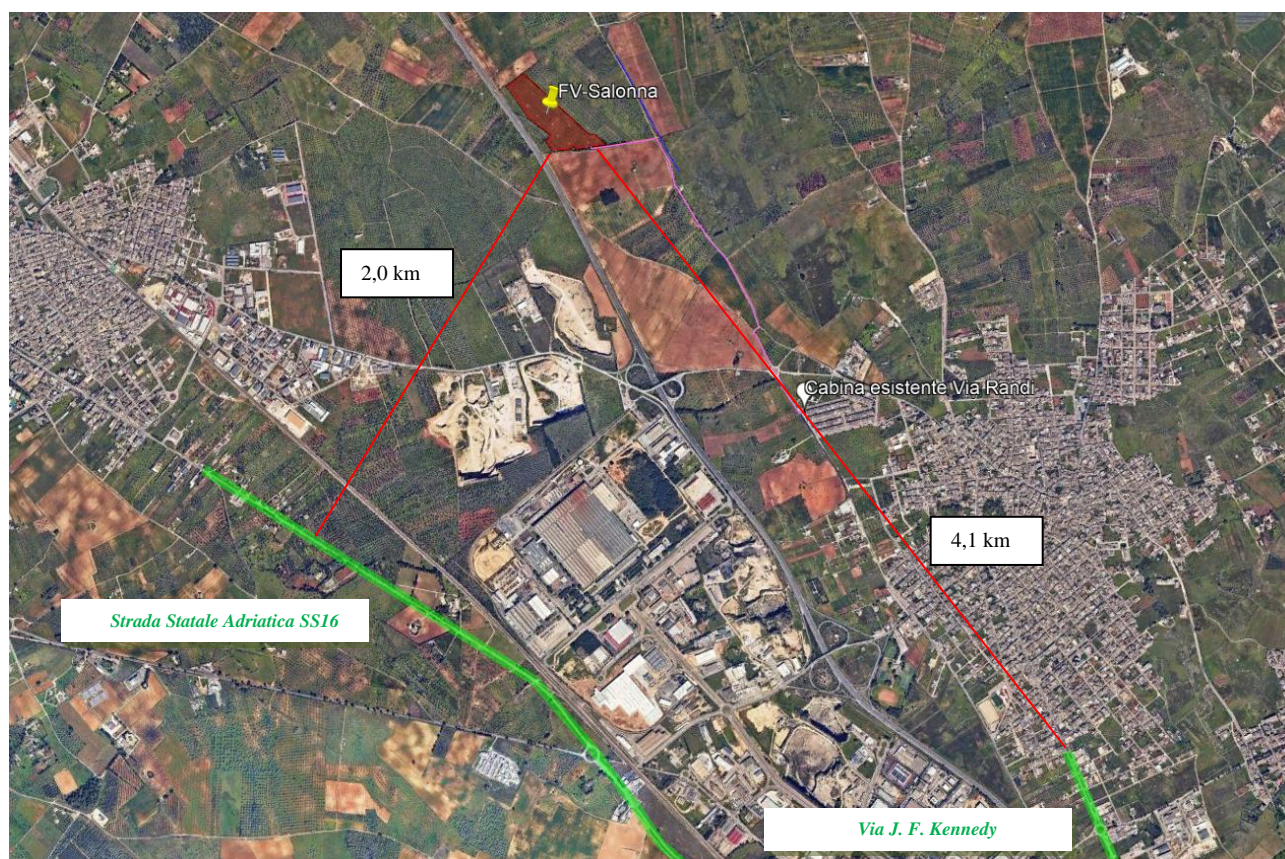 FV-Salonna
2,0 km
Cabina esistente Via Randi
4,1 km
Strada Statale Adriatica SS16
Via J. F. Kennedy